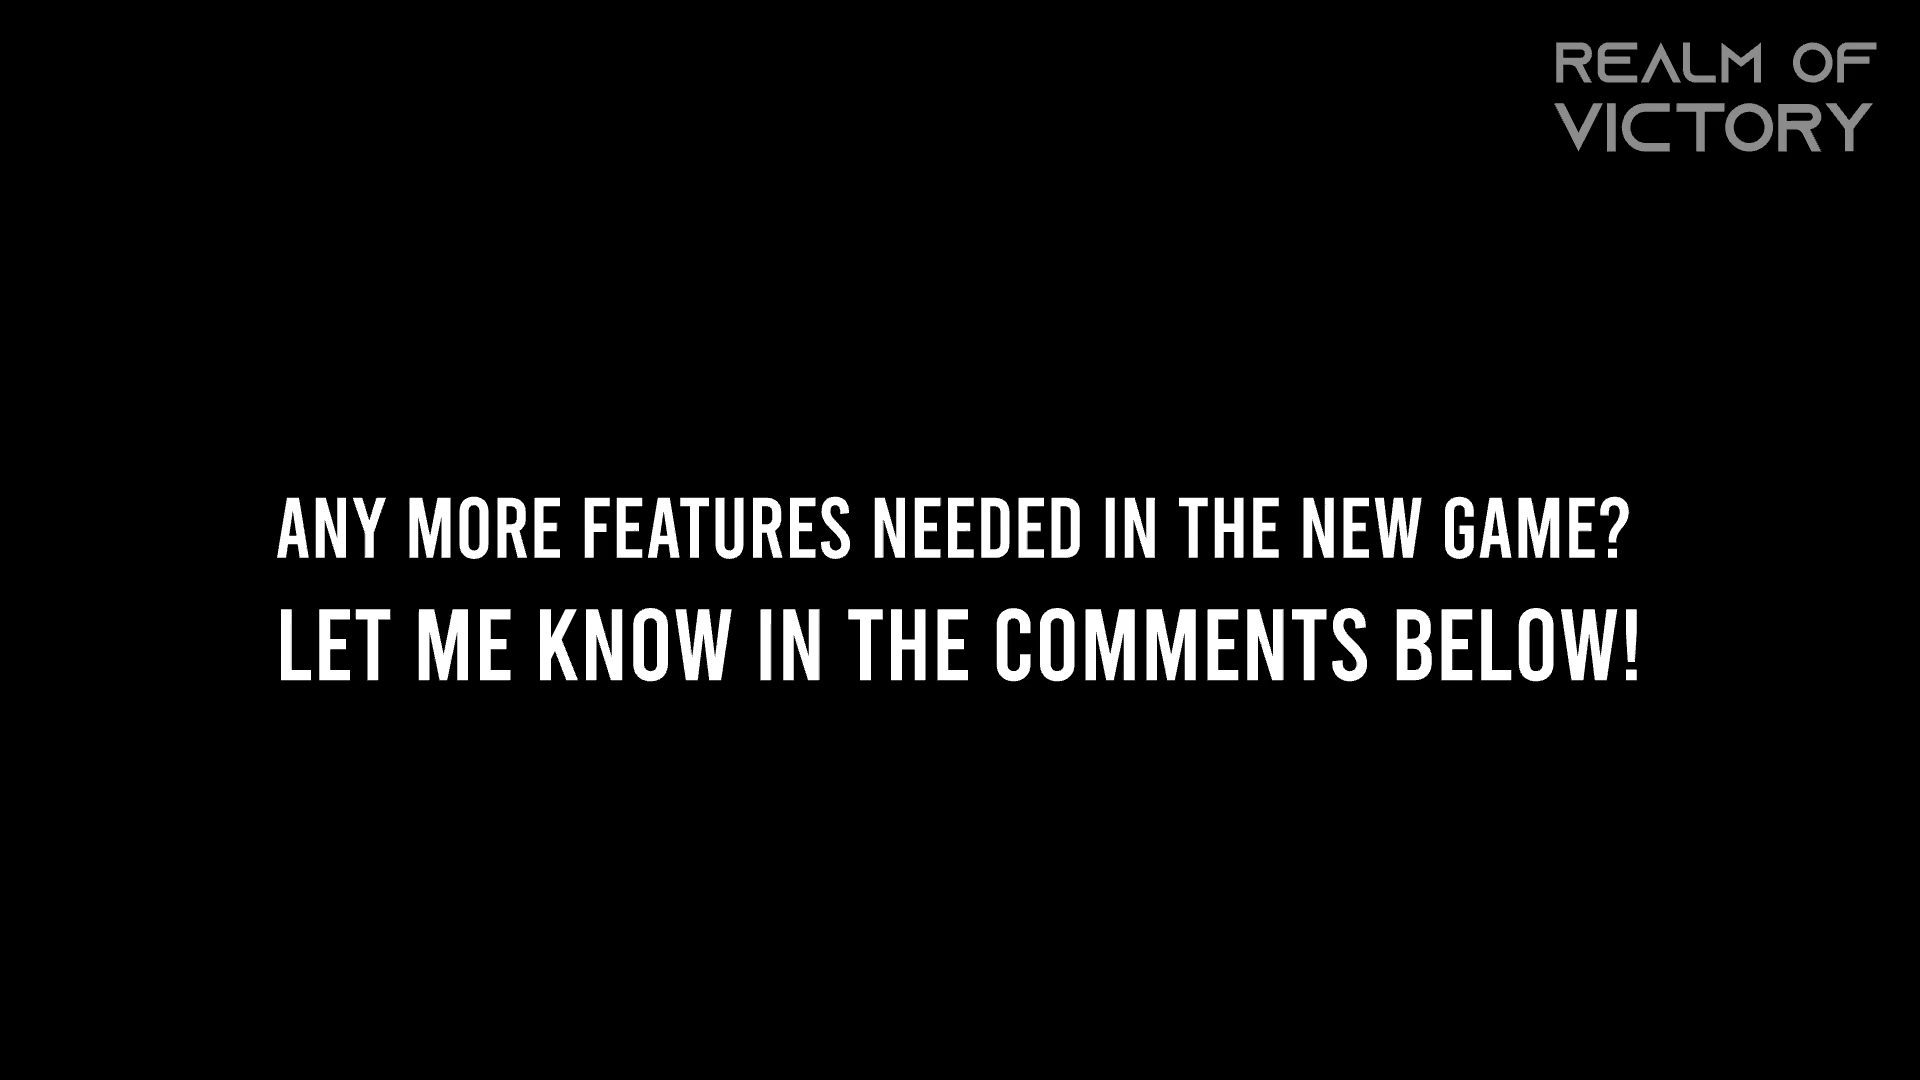 REALM OF
VICTORY
ANY MORE FEATURES NEEDED IN THE NEW GAME?
LET ME KNOW IN THE COMMENTS BELOW!